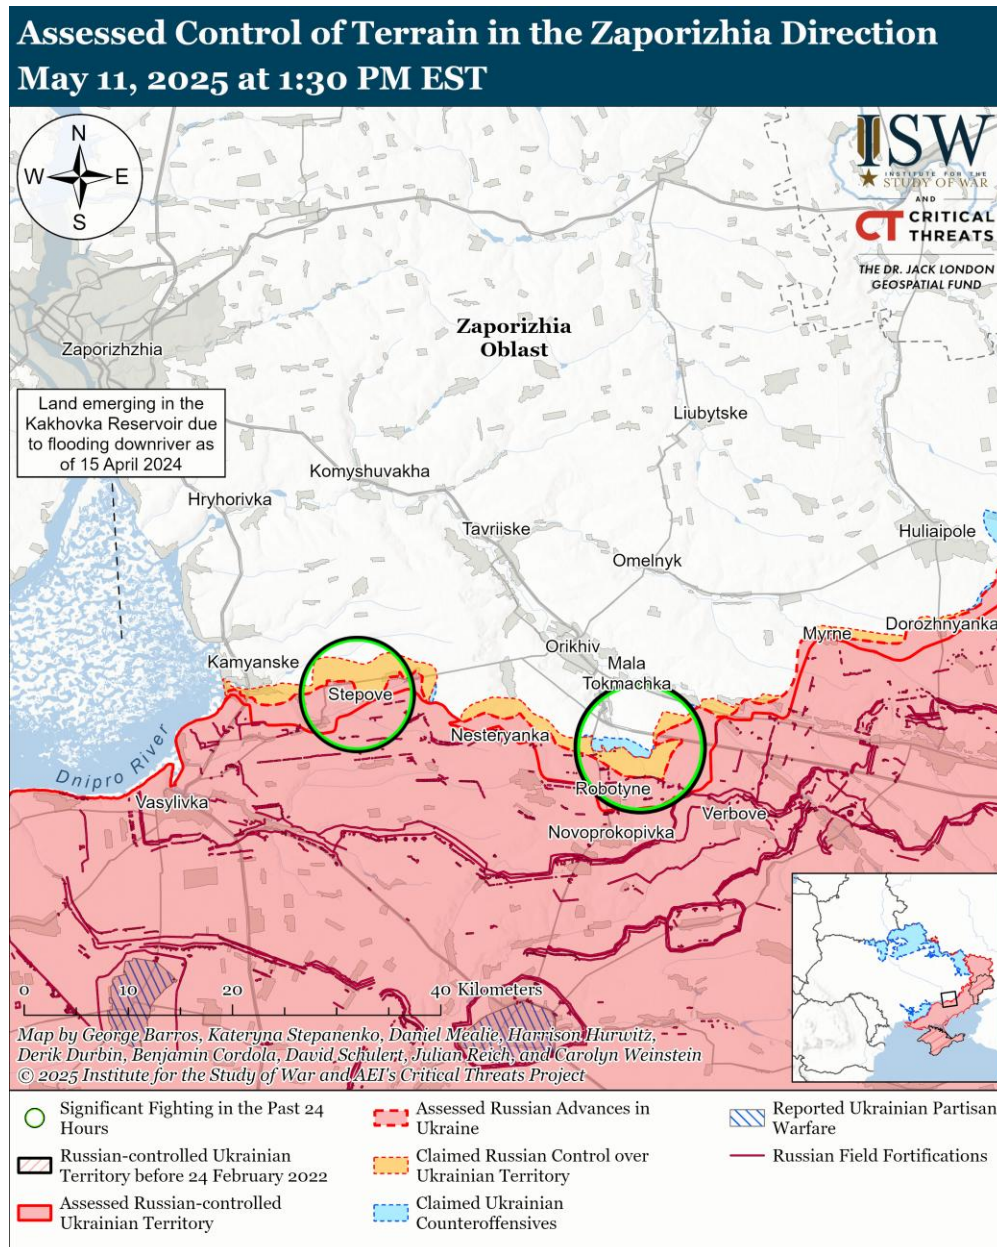 Assessed Control of Terrain in the Zaporizhia Direction
May 11, 2025 at 1:30 PM EST
N
W E
S
ISW
INSTITUTE FOR THE
STUDY OF WAR
AND
CT CRITICAL
THREATS
THE DR. JACK LONDON
GEOSPATIAL FUND
Zaporizhia
Oblast
Zaporizhzhia
Land emerging in the
Kakhovka Reservoir due
to flooding downriver as
of 15 April 2024
Liubytske
Komyshuvakha
Hryhorivka
Tavriiske
Huliaipole
Omelnyk
Dorozhnyanka
Myrne
Orikhiv
Kamyanske
Mala
Tokmachka
Stepove
Nesteryanka
Dnipro River
Robotyne
Vasylivka
Verbove
Novoprokopivka
0 10 20 40 Kilometers
Map by George Barros, Kateryna Stepanenko, Daniel Mealie, Harrison Hurwitz,
Derik Durbin, Benjamin Cordola, David Schulert, Julian Reich, and Carolyn Weinstein
© 2025 Institute for the Study of War and AEI's Critical Threats Project
Significant Fighting in the Past 24
Hours
Russian-controlled Ukrainian
Territory before 24 February 2022
Assessed Russian-controlled
Ukrainian Territory
Assessed Russian Advances in
Ukraine
Claimed Russian Control over
Ukrainian Territory
Claimed Ukrainian
Counteroffensives
Reported Ukrainian Partisan
Warfare
Russian Field Fortifications